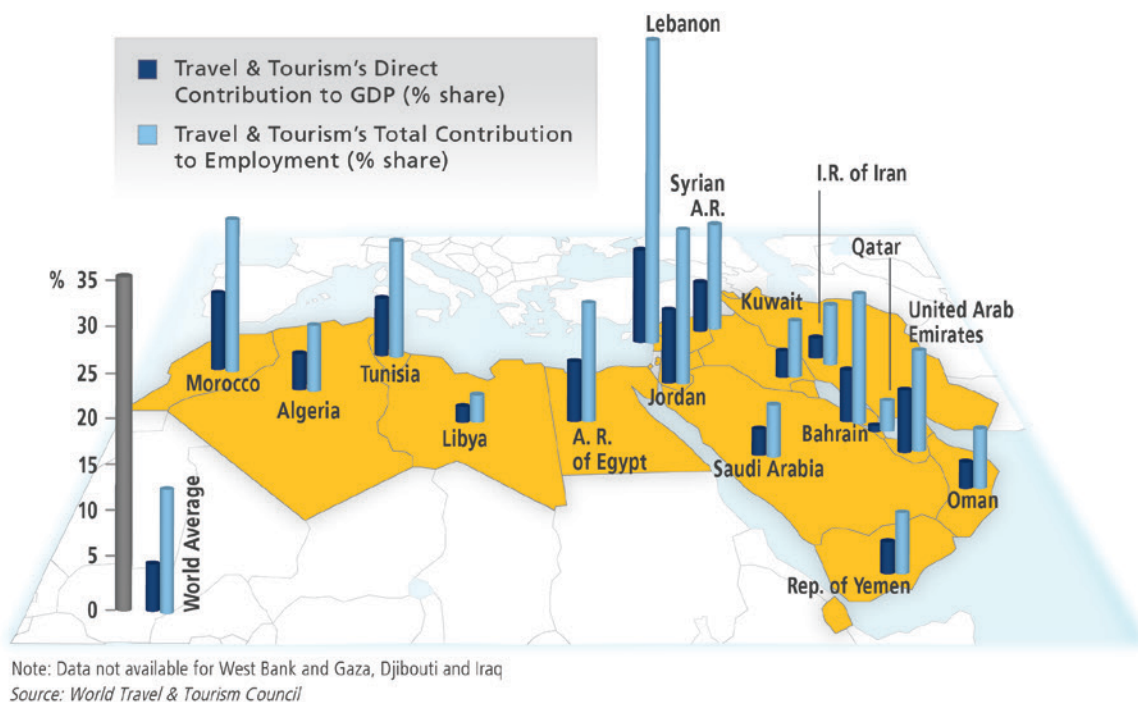 Lebanon
Travel & Tourism's Direct
Contribution to GDP (% share)
Travel & Tourism's Total Contribution
to Employment (% share)
Syrian
A.R.
I.R. of Iran
Qatar
United Arab
Emirates
Kuwait
%
35
30
25
20
15
10
5
0
World Average
Morocco
Algeria
Tunisia
Libya
A. R.
of Egypt
Jordan
Saudi Arabia
Bahrain
Oman
Rep. of Yemen
Note: Data not available for West Bank and Gaza, Djibouti and Iraq
Source: World Travel & Tourism Council